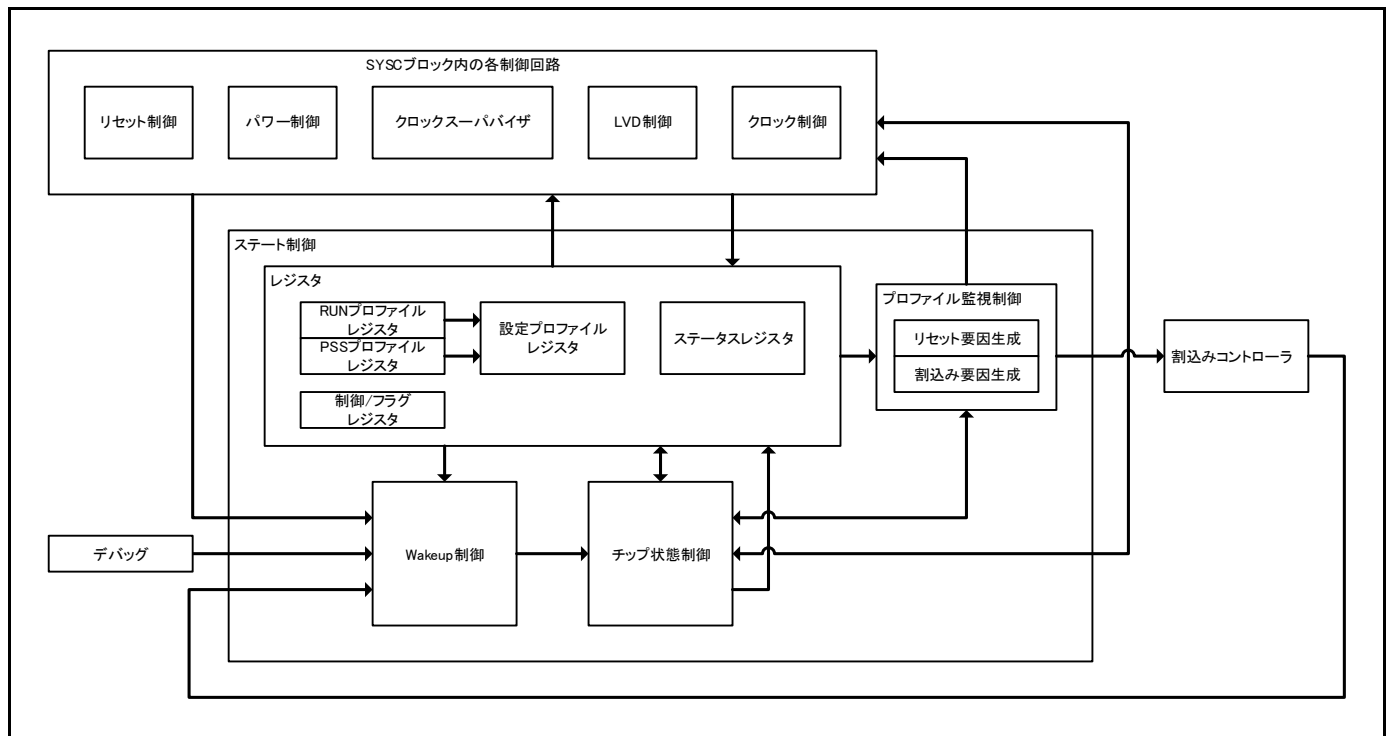 SYSCブロック内の各制御回路
リセット制御
パワー制御
クロックスーパバイザ
LVD制御
クロック制御
ステート制御
レジスタ
RUNプロファイル
レジスタ
PSSプロファイル
レジスタ
設定プロファイル
レジスタ
ステータスレジスタ
制御/フラグ
レジスタ
プロファイル監視制御
リセット要因生成
割込み要因生成
割込みコントローラ
デバッグ
Wakeup制御
チップ状態制御